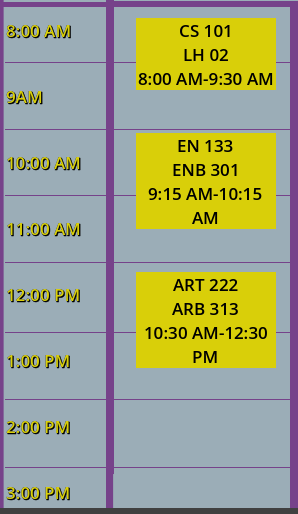 8:00 AM
CS 101
LH 02
8:00 AM-9:30 AM
9AM
EN 133
ENB 301
9:15 AM-10:15
AM
10:00 AM
11:00 AM
ART 222
ARB 313
10:30 AM-12:30
PM
12:00 PM
1:00 PM
2:00 PM
3:00 PM